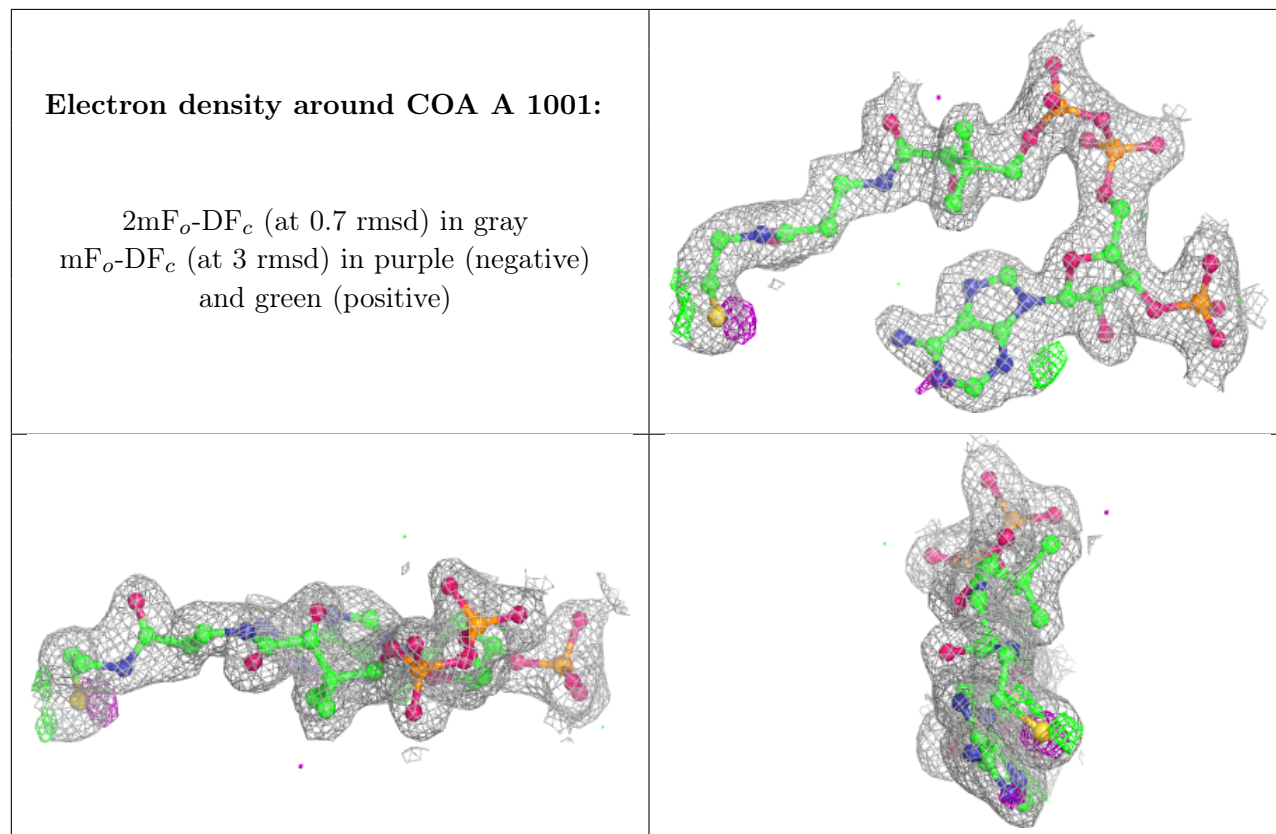 Electron density around COA A 1001:
2mFₒ-DF𝒸 (at 0.7 rmsd) in gray
mFₒ-DF𝒸 (at 3 rmsd) in purple (negative)
and green (positive)